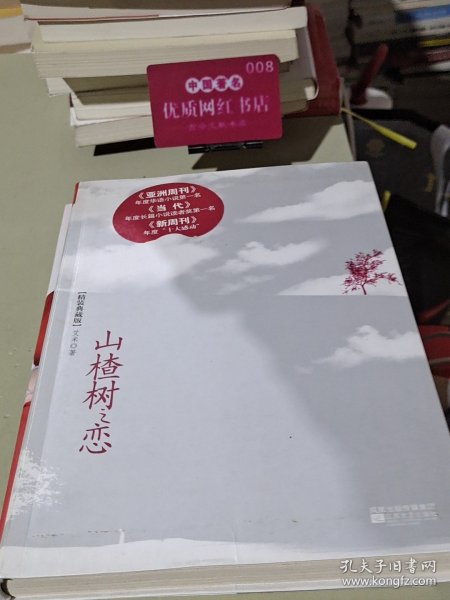 008
中国著名
优质网红书店
《亚洲周刊》
年度华语小说第一名
《当代》
年度长篇小说读者奖第一名
《新周刊》
年度“十大感动”
【精装典藏版】艾米◎著
山楂树之恋
孔夫子旧书网
www.kongfz.com